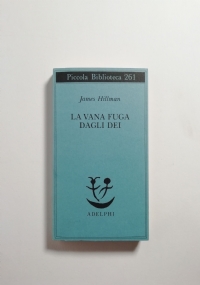 Piccola Biblioteca 261
James Hillman
LA VANA FUGA
DAGLI DEI
ADELPHI